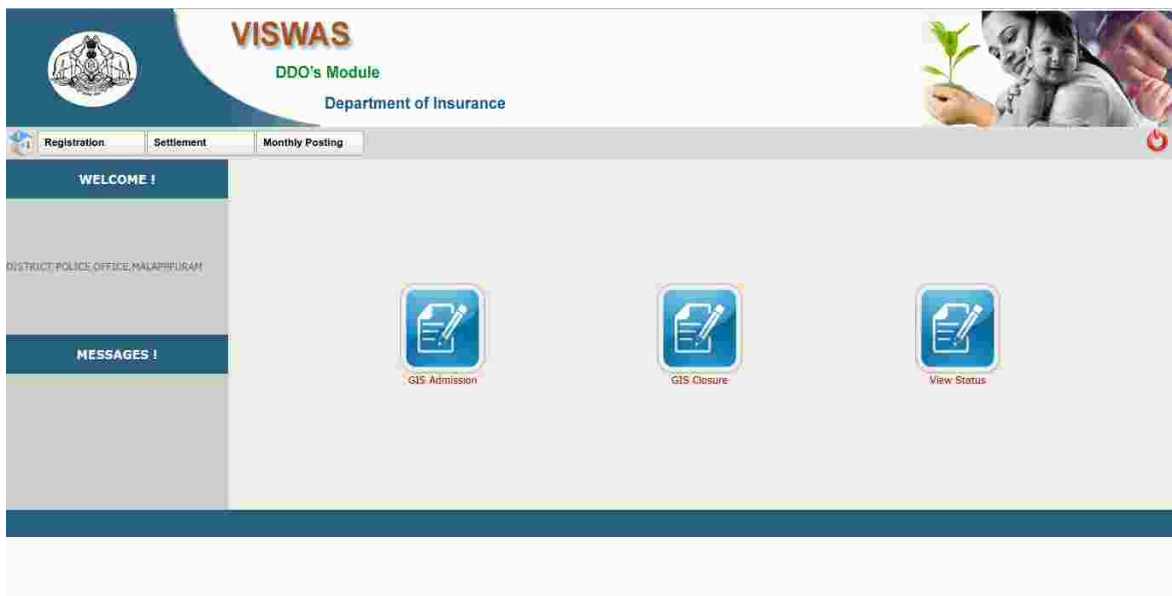 VISWAS
DDO's Module
Department of Insurance
Registration
Settlement
Monthly Posting
WELCOME !
DISTRICT POLICE OFFICE,MALAPPPURAM
MESSAGES !
GIS Admission
GIS Closure
View Status